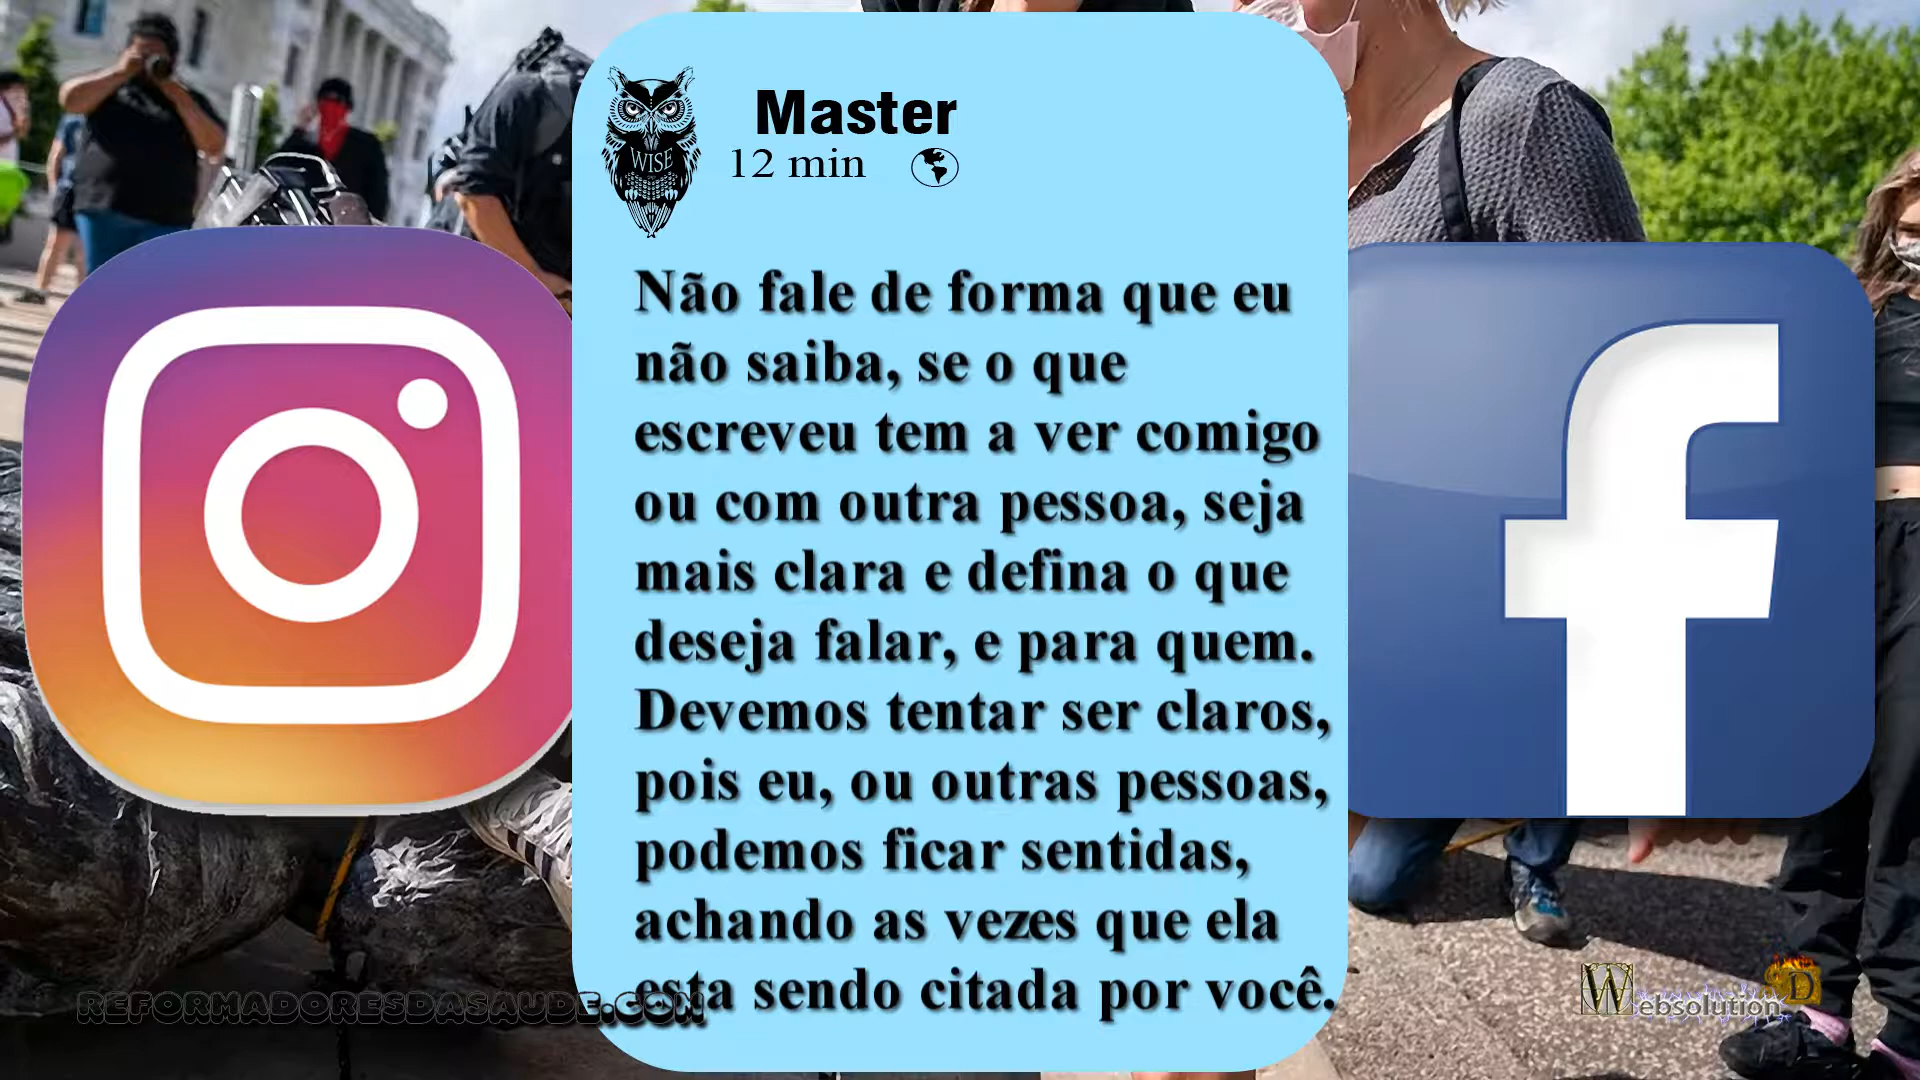 Master
12 min
WISE
Não fale de forma que eu
não saiba, se o que
escreveu tem a ver comigo
ou com outra pessoa, seja
mais clara e defina o que
deseja falar, e para quem.
Devemos tentar ser claros,
pois eu, ou outras pessoas,
podemos ficar sentidas,
achando as vezes que ela
esta sendo citada por você.
REFORMADORESDASAUDE.COM
Websolution D